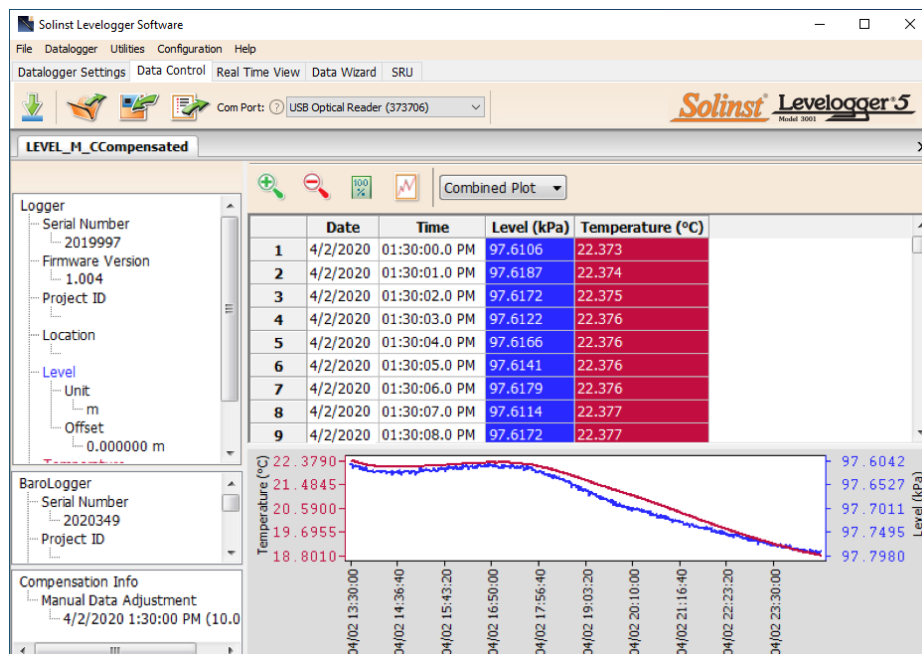 Solinst Levelogger Software
File Datalogger Utilities Configuration Help
Datalogger Settings Data Control Real Time View Data Wizard SRU
Com Port: ? USB Optical Reader (373706)
Solinst® Levelogger® 5
Model 3001
LEVEL_M_CCompensated
Logger
Serial Number
2019997
Firmware Version
1.004
Project ID
Location
Level
Unit
m
Offset
0.000000 m
BaroLogger
Serial Number
2020349
Project ID
Compensation Info
Manual Data Adjustment
4/2/2020 1:30:00 PM (10.0
100 %
Combined Plot
Date Time Level (kPa) Temperature (°C)
1 4/2/2020 01:30:00.0 PM 97.6106 22.373
2 4/2/2020 01:30:01.0 PM 97.6187 22.374
3 4/2/2020 01:30:02.0 PM 97.6172 22.375
4 4/2/2020 01:30:03.0 PM 97.6122 22.376
5 4/2/2020 01:30:04.0 PM 97.6166 22.376
6 4/2/2020 01:30:05.0 PM 97.6141 22.376
7 4/2/2020 01:30:06.0 PM 97.6179 22.376
8 4/2/2020 01:30:07.0 PM 97.6114 22.377
9 4/2/2020 01:30:08.0 PM 97.6172 22.377
Temperature (°C)
22.3790
21.4845
20.5900
19.6955
18.8010
97.6042
97.6527
97.7011
97.7495
97.7980
Level (kPa)
04/02 13:30:00
04/02 14:36:40
04/02 15:43:20
04/02 16:50:00
04/02 17:56:40
04/02 19:03:20
04/02 20:10:00
04/02 21:16:40
04/02 22:23:20
04/02 23:30:00